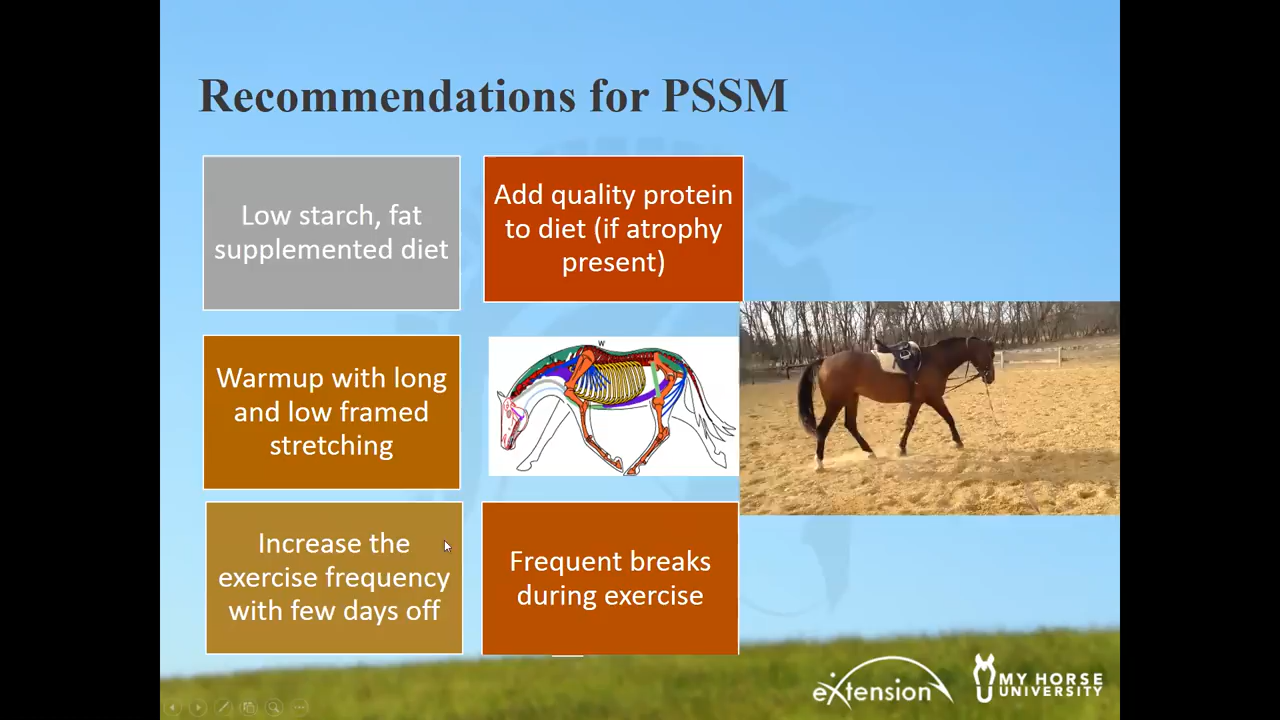 Recommendations for PSSM
Low starch, fat
supplemented diet
Add quality protein
to diet (if atrophy
present)
Warmup with long
and low framed
stretching
W
Increase the
exercise frequency
with few days off
Frequent breaks
during exercise
eXtension
MY HORSE
UNIVERSITY